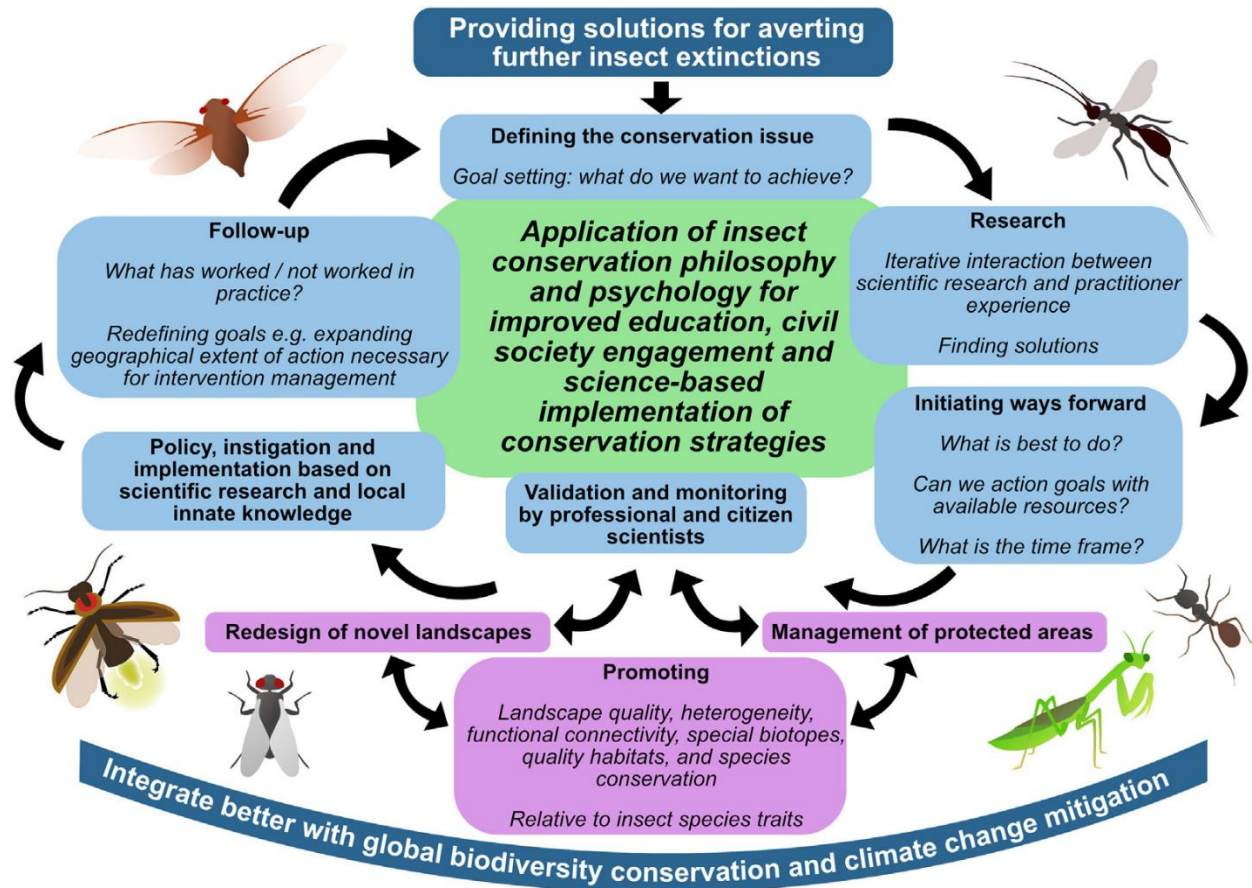 Providing solutions for averting
further insect extinctions
Defining the conservation issue
Goal setting: what do we want to achieve?
Research
Iterative interaction between
scientific research and practitioner
experience
Finding solutions
Initiating ways forward
What is best to do?
Can we action goals with
available resources?
What is the time frame?
Follow-up
What has worked / not worked in
practice?
Redefining goals e.g. expanding
geographical extent of action necessary
for intervention management
Policy, instigation and
implementation based on
scientific research and local
innate knowledge
Application of insect
conservation philosophy
and psychology for
improved education, civil
society engagement and
science-based
implementation of
conservation strategies
Validation and monitoring
by professional and citizen
scientists
Redesign of novel landscapes
Management of protected areas
Promoting
Landscape quality, heterogeneity,
functional connectivity, special biotopes,
quality habitats, and species
conservation
Relative to insect species traits
Integrate better with global biodiversity conservation and climate change mitigation